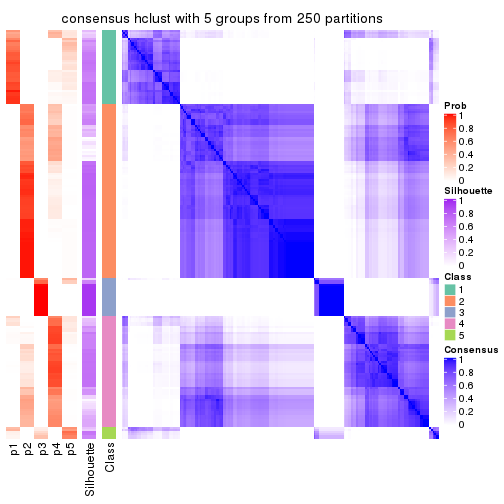 consensus hclust with 5 groups from 250 partitions
Prob
1
0.8
0.6
0.4
0.2
0
Silhouette
1
0.8
0.6
0.4
0.2
0
Class
1
2
3
4
5
Consensus
1
0.8
0.6
0.4
0.2
0
p1
p2
p3
p4
p5
Silhouette
Class